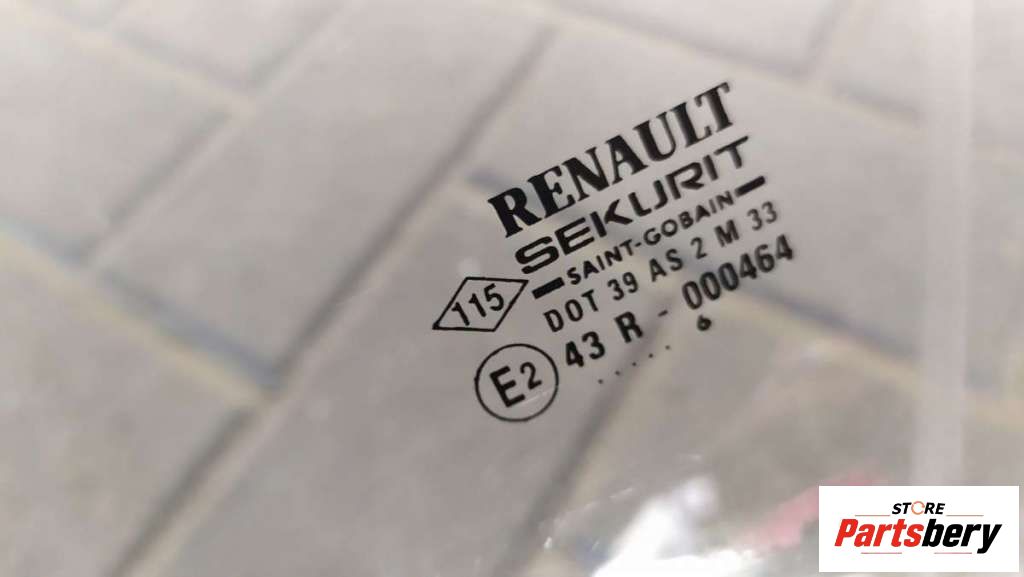 RENAULT
SEKURIT
SAINT-GOBAIN
115
DOT 39 AS 2 M 33
E2
43 R - 000464
..... 6
STORE
Partsbery